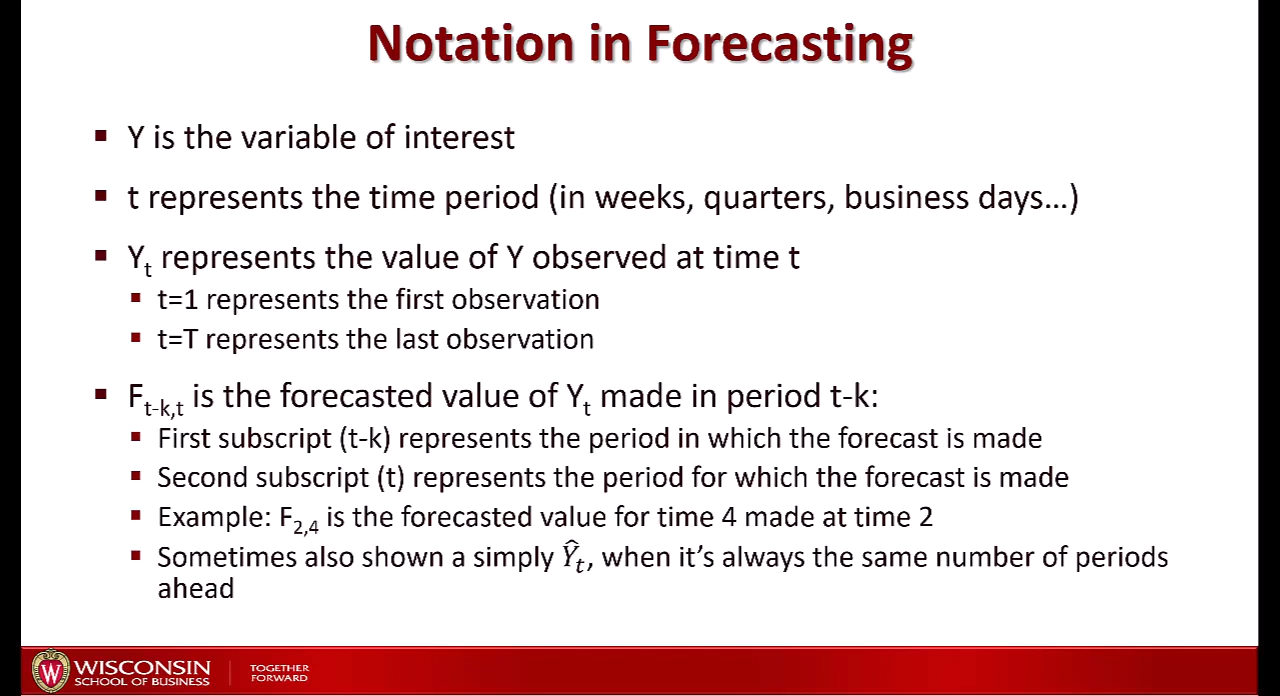 Notation in Forecasting
▪ Y is the variable of interest
▪ t represents the time period (in weeks, quarters, business days…)
▪ Yₜ represents the value of Y observed at time t
▪ t=1 represents the first observation
▪ t=T represents the last observation
▪ Fₜ₋ₖ,ₜ is the forecasted value of Yₜ made in period t-k:
▪ First subscript (t-k) represents the period in which the forecast is made
▪ Second subscript (t) represents the period for which the forecast is made
▪ Example: F₂,₄ is the forecasted value for time 4 made at time 2
▪ Sometimes also shown a simply Ŷₜ, when it’s always the same number of periods
ahead
W
WISCONSIN
SCHOOL OF BUSINESS
TOGETHER
FORWARD